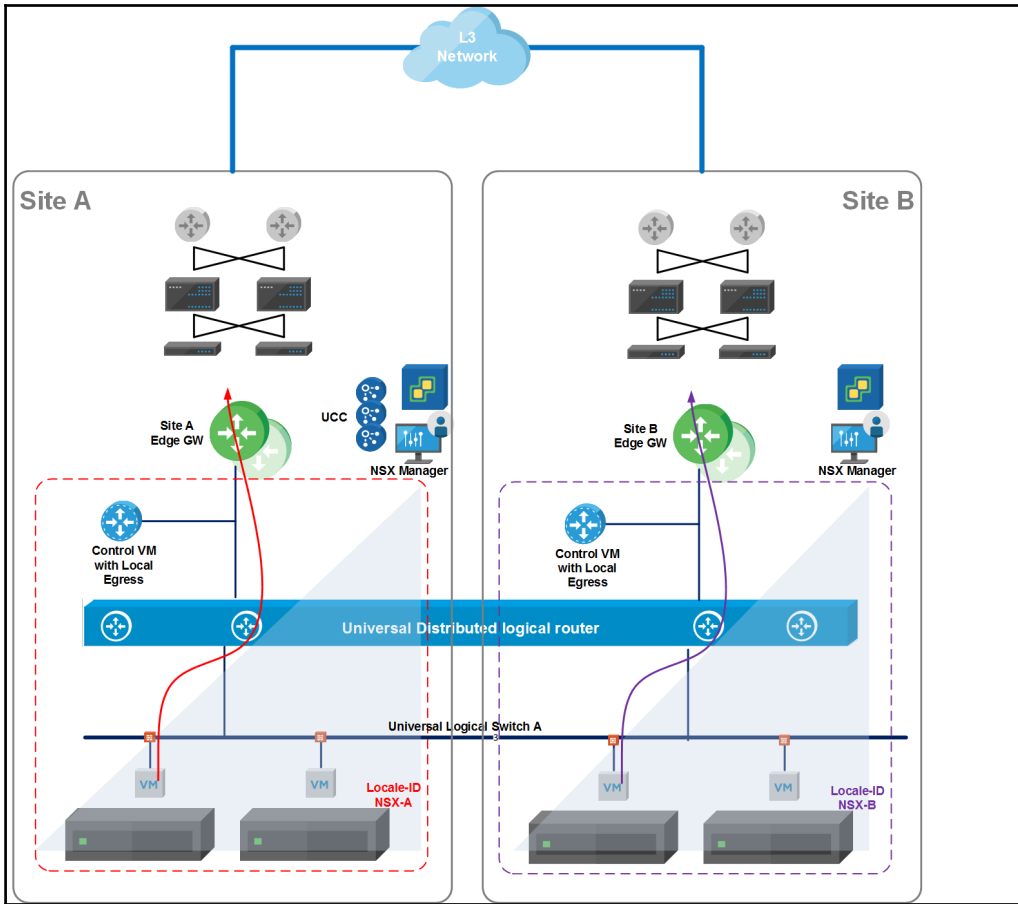 L3
Network
Site A
Site B
UCC
Site A
Edge GW
NSX Manager
Site B
Edge GW
NSX Manager
Control VM
with Local
Egress
Control VM
with Local
Egress
Universal Distributed logical router
Universal Logical Switch A
3
VM
VM
VM
VM
Locale-ID
NSX-A
Locale-ID
NSX-B